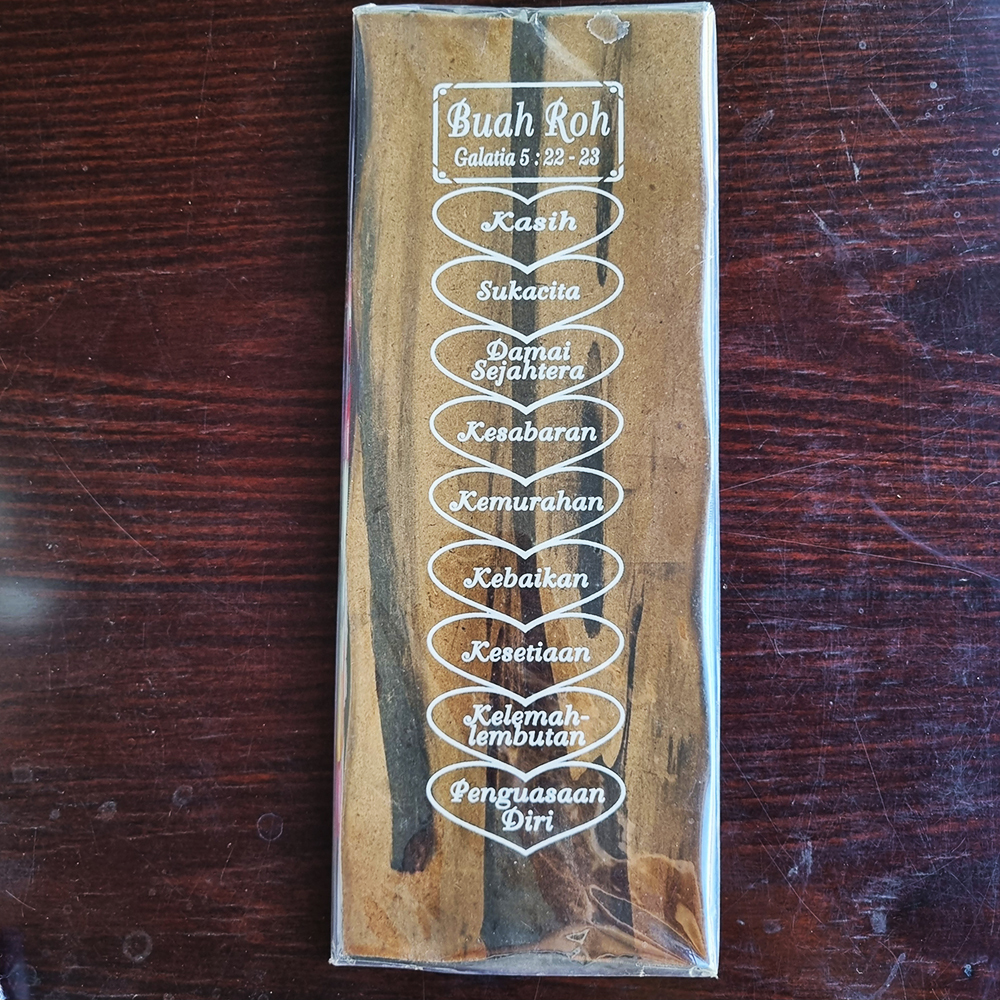 Buah Roh
Galatia 5 : 22 - 23
Kasih
Sukacita
Damai
Sejahtera
Kesabaran
Kemurahan
Kebaikan
Kesetiaan
Kelemah-
lembutan
Penguasaan
Diri